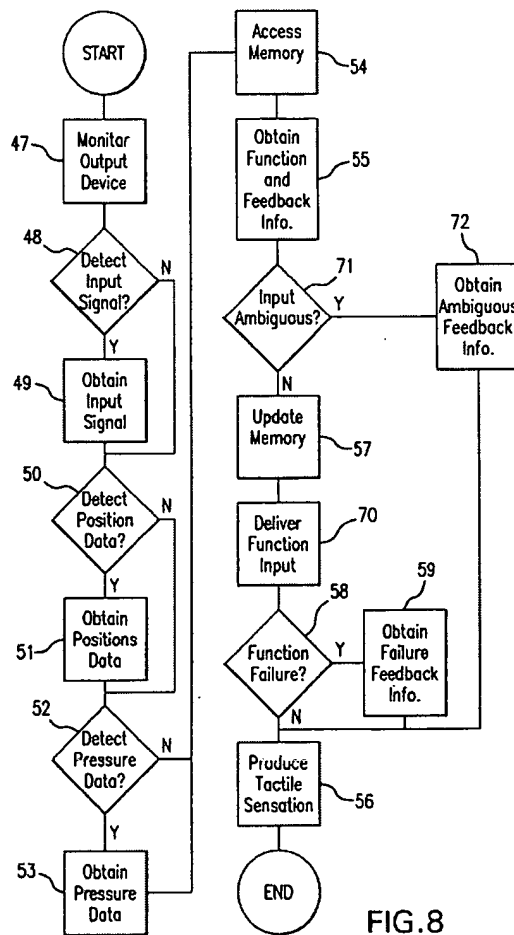 START
47
Monitar
Output
Device
48
Detect
Input
Signal?
N
Y
49
Obtain
Input
Signal
50
Detect
Position
Data?
N
Y
51
Obtain
Positions
Data
52
Detect
Pressure
Data?
N
Y
53
Obtain
Pressure
Data
Access
Memory
54
Obtain
Function
and
Feedback
Info.
55
71
Input
Ambiguous?
Y
N
72
Obtain
Ambiguous
Feedback
Info.
Update
Memory
57
Deliver
Function
Input
70
58
Function
Failure?
Y
N
59
Obtain
Failure
Feedback
Info.
Produce
Tactile
Sensation
56
END
FIG.8